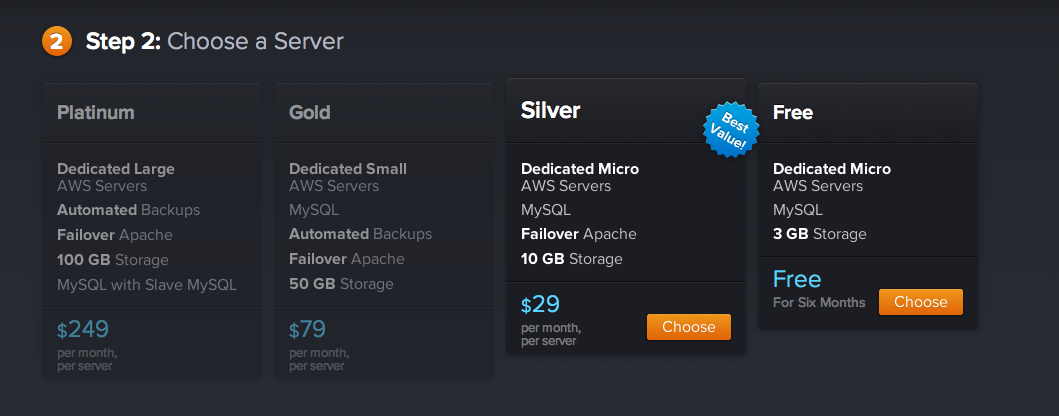 2 Step 2: Choose a Server
Platinum
Dedicated Large
AWS Servers
Automated Backups
Failover Apache
100 GB Storage
MySQL with Slave MySQL
$249
per month,
per server
Gold
Dedicated Small
AWS Servers
MySQL
Automated Backups
Failover Apache
50 GB Storage
$79
per month,
per server
Silver
Best
Value!
Dedicated Micro
AWS Servers
MySQL
Failover Apache
10 GB Storage
$29
per month,
per server
Choose
Free
Dedicated Micro
AWS Servers
MySQL
3 GB Storage
Free
For Six Months
Choose